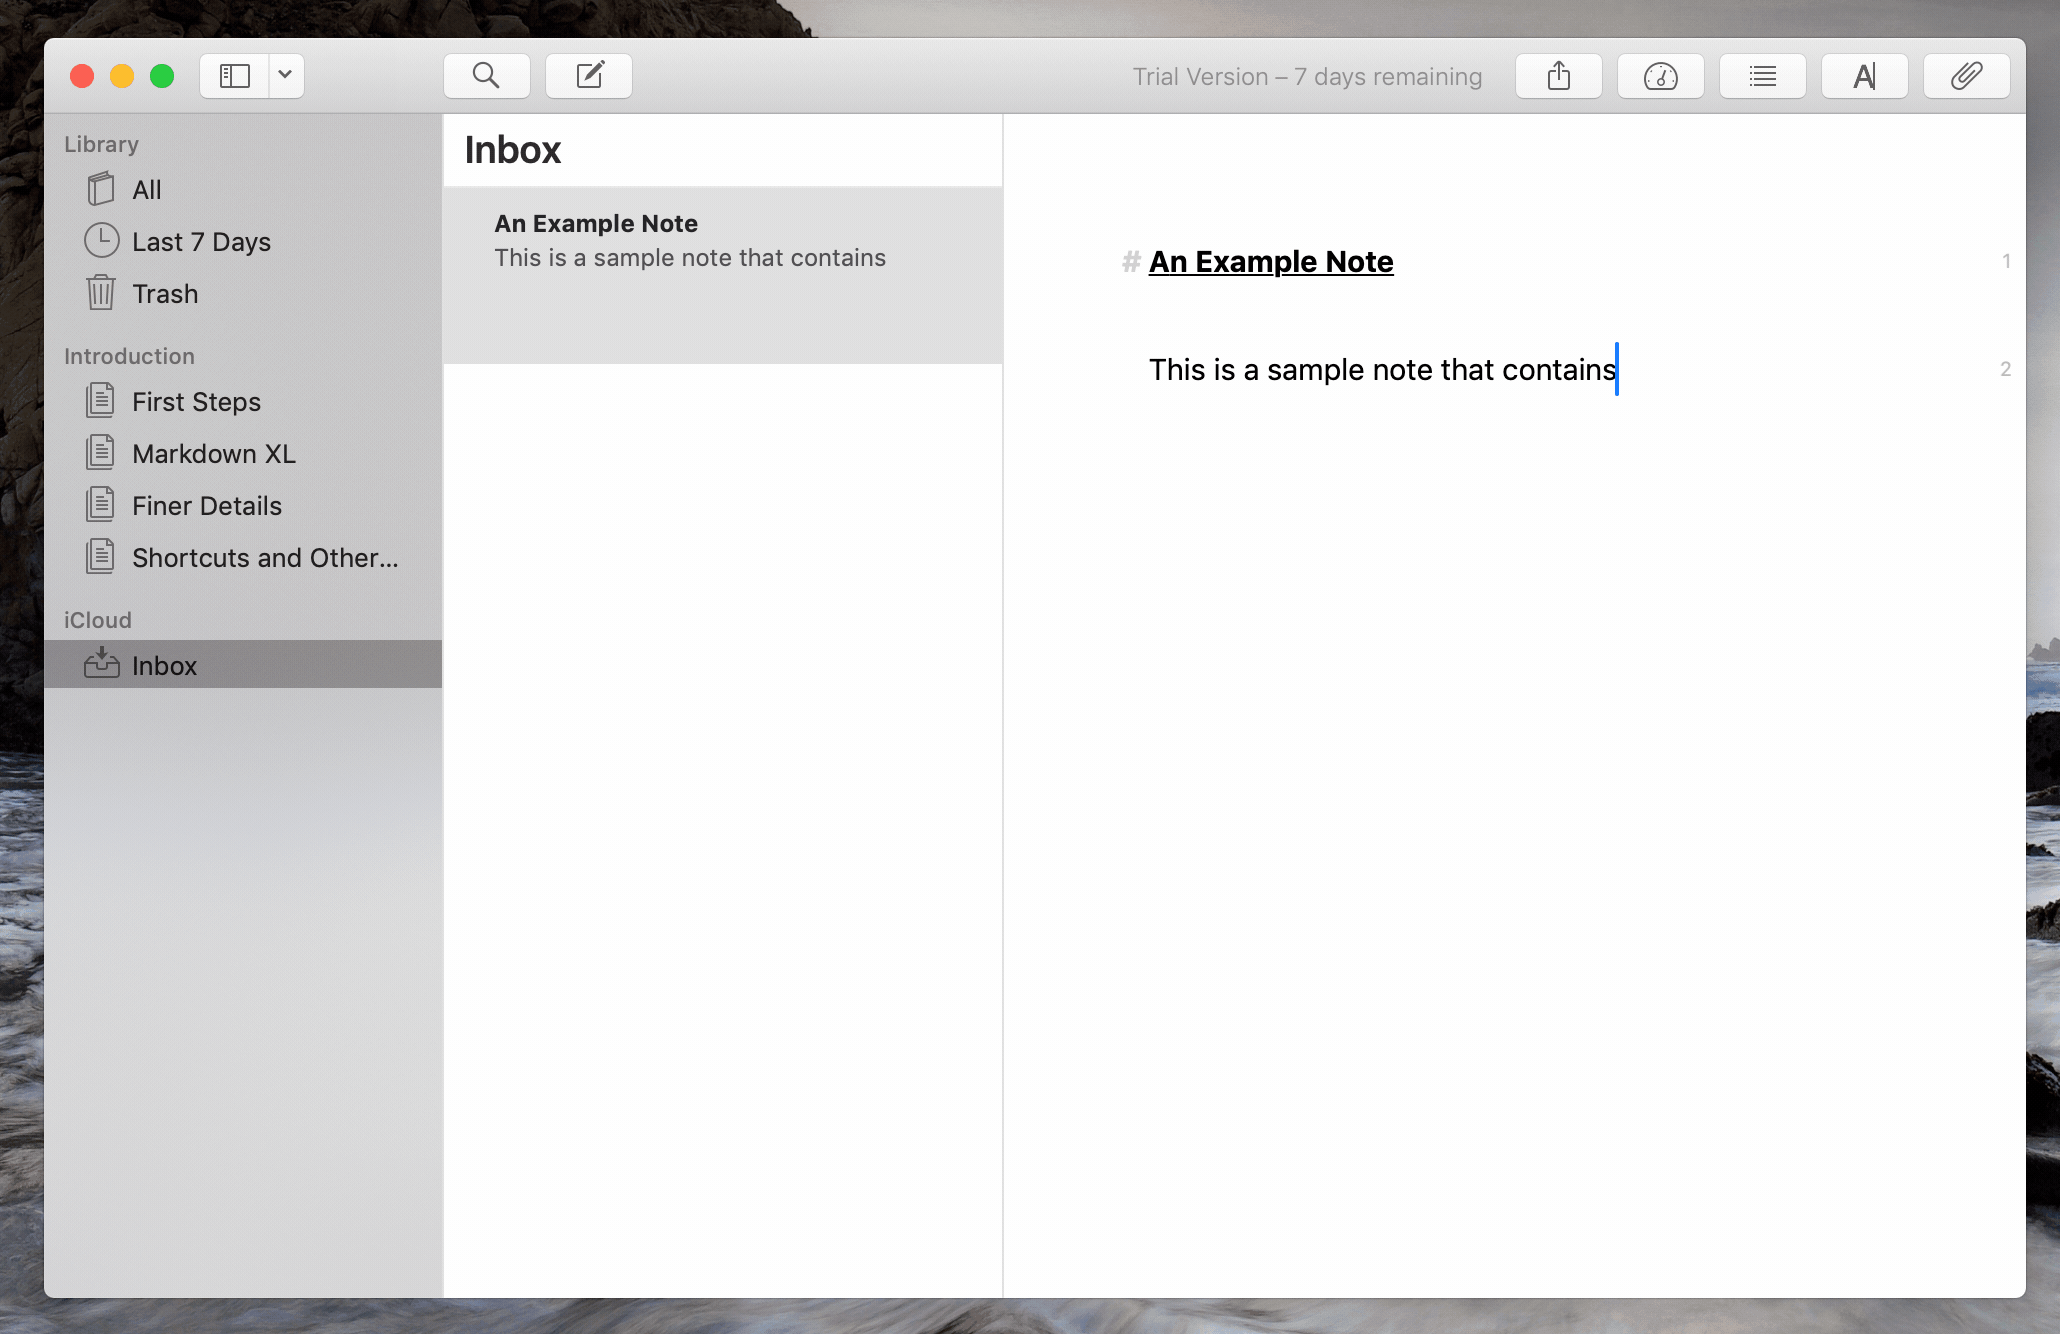 Trial Version – 7 days remaining
Library
All
Last 7 Days
Trash
Introduction
First Steps
Markdown XL
Finer Details
Shortcuts and Other...
iCloud
Inbox
Inbox
An Example Note
This is a sample note that contains
# An Example Note 1
This is a sample note that contains 2